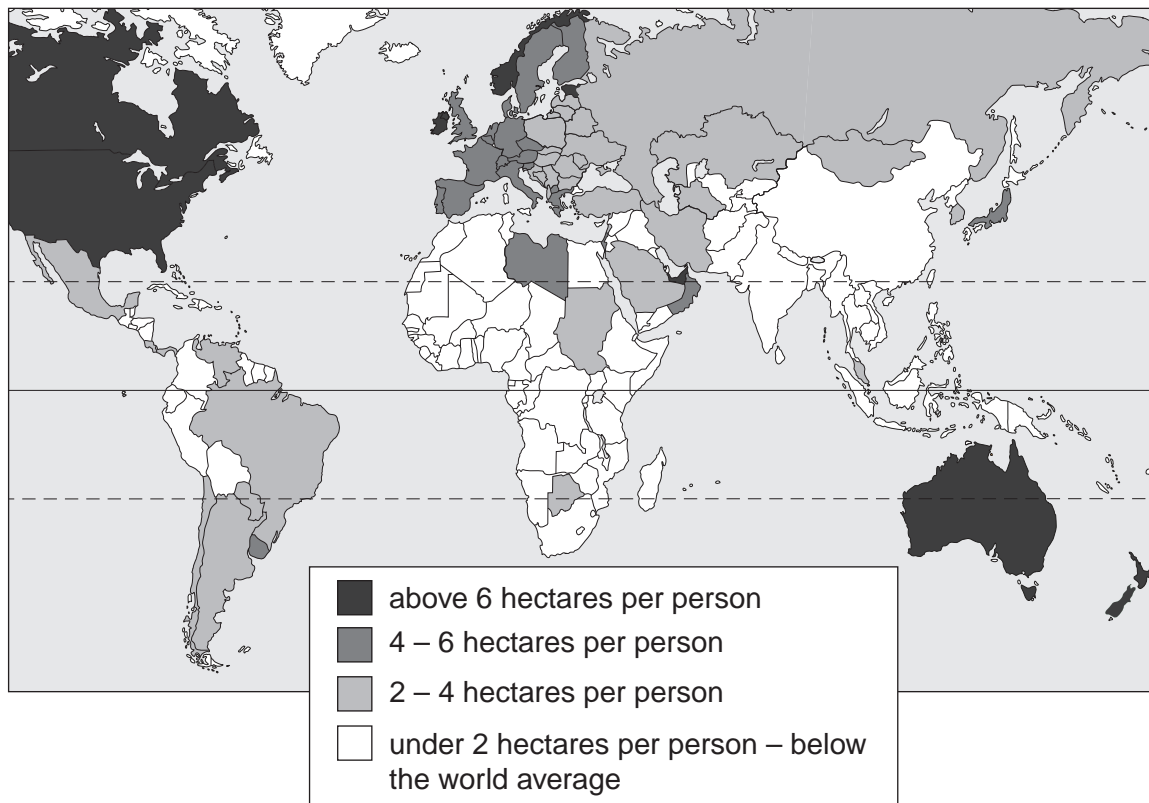 above 6 hectares per person
4 – 6 hectares per person
2 – 4 hectares per person
under 2 hectares per person – below
the world average